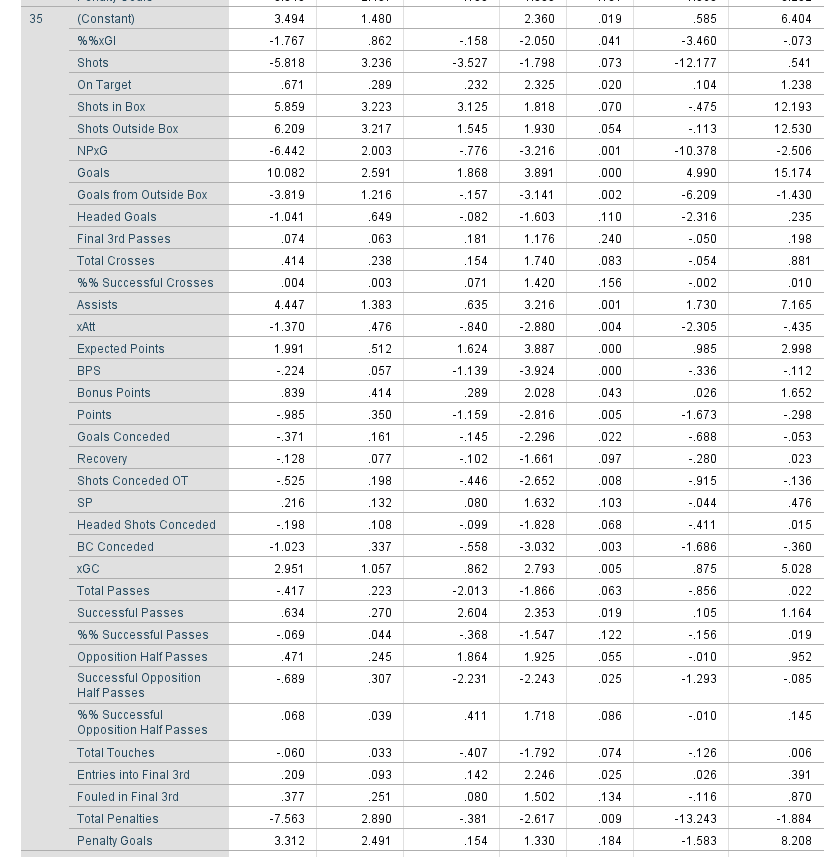 35 (Constant) 3.494 1.480 2.360 .019 .585 6.404
%%xGI -1.767 .862 -.158 -2.050 .041 -3.460 -.073
Shots -5.818 3.236 -3.527 -1.798 .073 -12.177 .541
On Target .671 .289 .232 2.325 .020 .104 1.238
Shots in Box 5.859 3.223 3.125 1.818 .070 -.475 12.193
Shots Outside Box 6.209 3.217 1.545 1.930 .054 -.113 12.530
NPxG -6.442 2.003 -.776 -3.216 .001 -10.378 -2.506
Goals 10.082 2.591 1.868 3.891 .000 4.990 15.174
Goals from Outside Box -3.819 1.216 -.157 -3.141 .002 -6.209 -1.430
Headed Goals -1.041 .649 -.082 -1.603 .110 -2.316 .235
Final 3rd Passes .074 .063 .181 1.176 .240 -.050 .198
Total Crosses .414 .238 .154 1.740 .083 -.054 .881
%% Successful Crosses .004 .003 .071 1.420 .156 -.002 .010
Assists 4.447 1.383 .635 3.216 .001 1.730 7.165
xAtt -1.370 .476 -.840 -2.880 .004 -2.305 -.435
Expected Points 1.991 .512 1.624 3.887 .000 .985 2.998
BPS -.224 .057 -1.139 -3.924 .000 -.336 -.112
Bonus Points .839 .414 .289 2.028 .043 .026 1.652
Points -.985 .350 -1.159 -2.816 .005 -1.673 -.298
Goals Conceded -.371 .161 -.145 -2.296 .022 -.688 -.053
Recovery -.128 .077 -.102 -1.661 .097 -.280 .023
Shots Conceded OT -.525 .198 -.446 -2.652 .008 -.915 -.136
SP .216 .132 .080 1.632 .103 -.044 .476
Headed Shots Conceded -.198 .108 -.099 -1.828 .068 -.411 .015
BC Conceded -1.023 .337 -.558 -3.032 .003 -1.686 -.360
xGC 2.951 1.057 .862 2.793 .005 .875 5.028
Total Passes -.417 .223 -2.013 -1.866 .063 -.856 .022
Successful Passes .634 .270 2.604 2.353 .019 .105 1.164
%% Successful Passes -.069 .044 -.368 -1.547 .122 -.156 .019
Opposition Half Passes .471 .245 1.864 1.925 .055 -.010 .952
Successful Opposition -.689 .307 -2.231 -2.243 .025 -1.293 -.085
Half Passes
%% Successful .068 .039 .411 1.718 .086 -.010 .145
Opposition Half Passes
Total Touches -.060 .033 -.407 -1.792 .074 -.126 .006
Entries into Final 3rd .209 .093 .142 2.246 .025 .026 .391
Fouled in Final 3rd .377 .251 .080 1.502 .134 -.116 .870
Total Penalties -7.563 2.890 -.381 -2.617 .009 -13.243 -1.884
Penalty Goals 3.312 2.491 .154 1.330 .184 -1.583 8.208